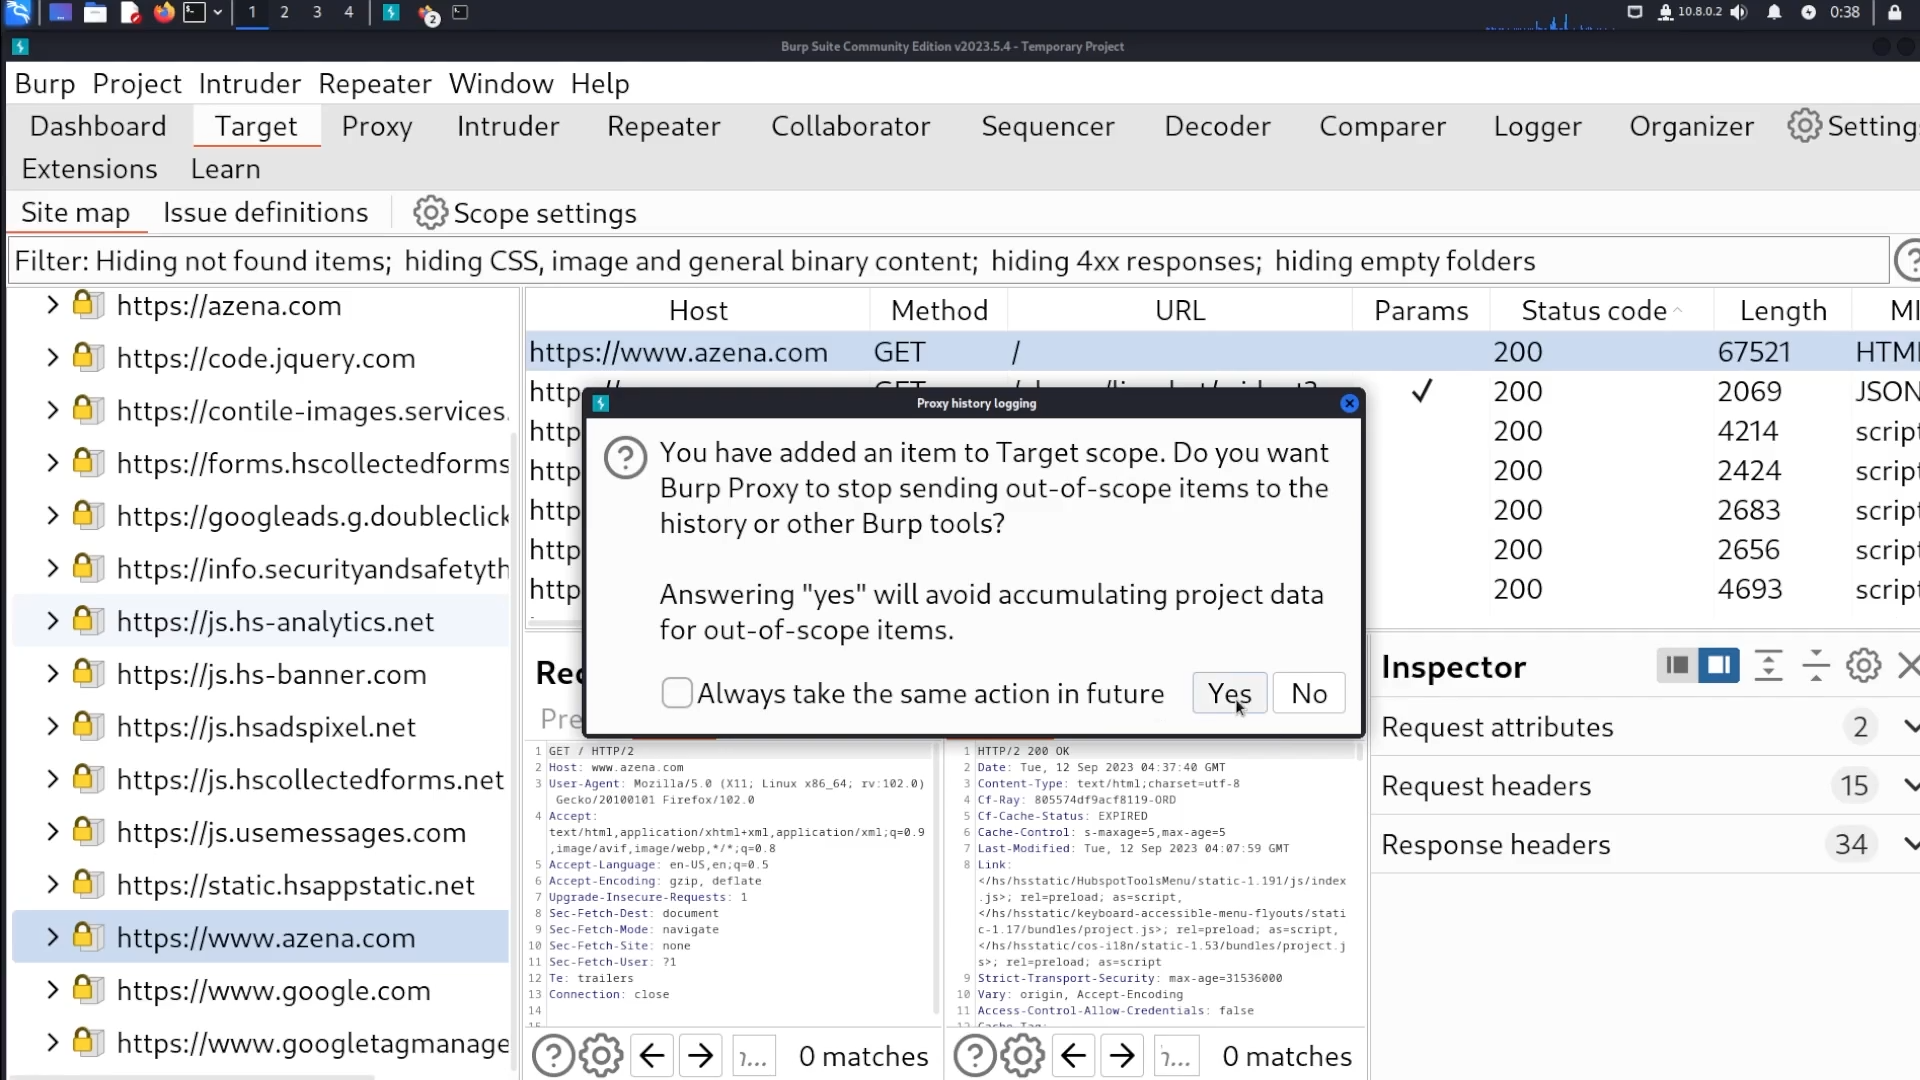 1 2 3 4 2 10.8.0.2 0:38
Burp Suite Community Edition v2023.5.4 - Temporary Project
Burp Project Intruder Repeater Window Help
Dashboard Target Proxy Intruder Repeater Collaborator Sequencer Decoder Comparer Logger Organizer Setting
Extensions Learn
Site map Issue definitions Scope settings
Filter: Hiding not found items; hiding CSS, image and general binary content; hiding 4xx responses; hiding empty folders
https://azena.com
https://code.jquery.com
https://contile-images.services.
https://forms.hscollectedforms
https://googleads.g.doubleclick
https://info.securityandsafetyth
https://js.hs-analytics.net
https://js.hs-banner.com
https://js.hsadspixel.net
https://js.hscollectedforms.net
https://js.usemessages.com
https://static.hsappstatic.net
https://www.azena.com
https://www.google.com
https://www.googletagmanage
Host Method URL Params Status code Length MI
https://www.azena.com GET / 200 67521 HTM
http 200 2069 JSON
http 200 4214 script
http 200 2424 script
http 200 2683 script
http 200 2656 script
http 200 4693 script
Proxy history logging
You have added an item to Target scope. Do you want
Burp Proxy to stop sending out-of-scope items to the
history or other Burp tools?
Answering "yes" will avoid accumulating project data
for out-of-scope items.
Always take the same action in future Yes No
Rec
Pre
1 GET / HTTP/2
2 Host: www.azena.com
3 User-Agent: Mozilla/5.0 (X11; Linux x86_64; rv:102.0)
Gecko/20100101 Firefox/102.0
4 Accept:
text/html,application/xhtml+xml,application/xml;q=0.9
,image/avif,image/webp,*/*;q=0.8
5 Accept-Language: en-US,en;q=0.5
6 Accept-Encoding: gzip, deflate
7 Upgrade-Insecure-Requests: 1
8 Sec-Fetch-Dest: document
9 Sec-Fetch-Mode: navigate
10 Sec-Fetch-Site: none
11 Sec-Fetch-User: ?1
12 Te: trailers
13 Connection: close
14
15
0 matches
1 HTTP/2 200 OK
2 Date: Tue, 12 Sep 2023 04:37:40 GMT
3 Content-Type: text/html;charset=utf-8
4 Cf-Ray: 805574df9acf8119-ORD
5 Cf-Cache-Status: EXPIRED
6 Cache-Control: s-maxage=5,max-age=5
7 Last-Modified: Tue, 12 Sep 2023 04:07:59 GMT
8 Link:
</hs/hsstatic/HubspotToolsMenu/static-1.191/js/index
.js>; rel=preload; as=script,
</hs/hsstatic/keyboard-accessible-menu-flyouts/stati
c-1.17/bundles/project.js>; rel=preload; as=script,
</hs/hsstatic/cos-i18n/static-1.53/bundles/project.j
s>; rel=preload; as=script
9 Strict-Transport-Security: max-age=31536000
10 Vary: origin, Accept-Encoding
11 Access-Control-Allow-Credentials: false
12 Cache-Tag:
0 matches
Inspector
Request attributes 2
Request headers 15
Response headers 34